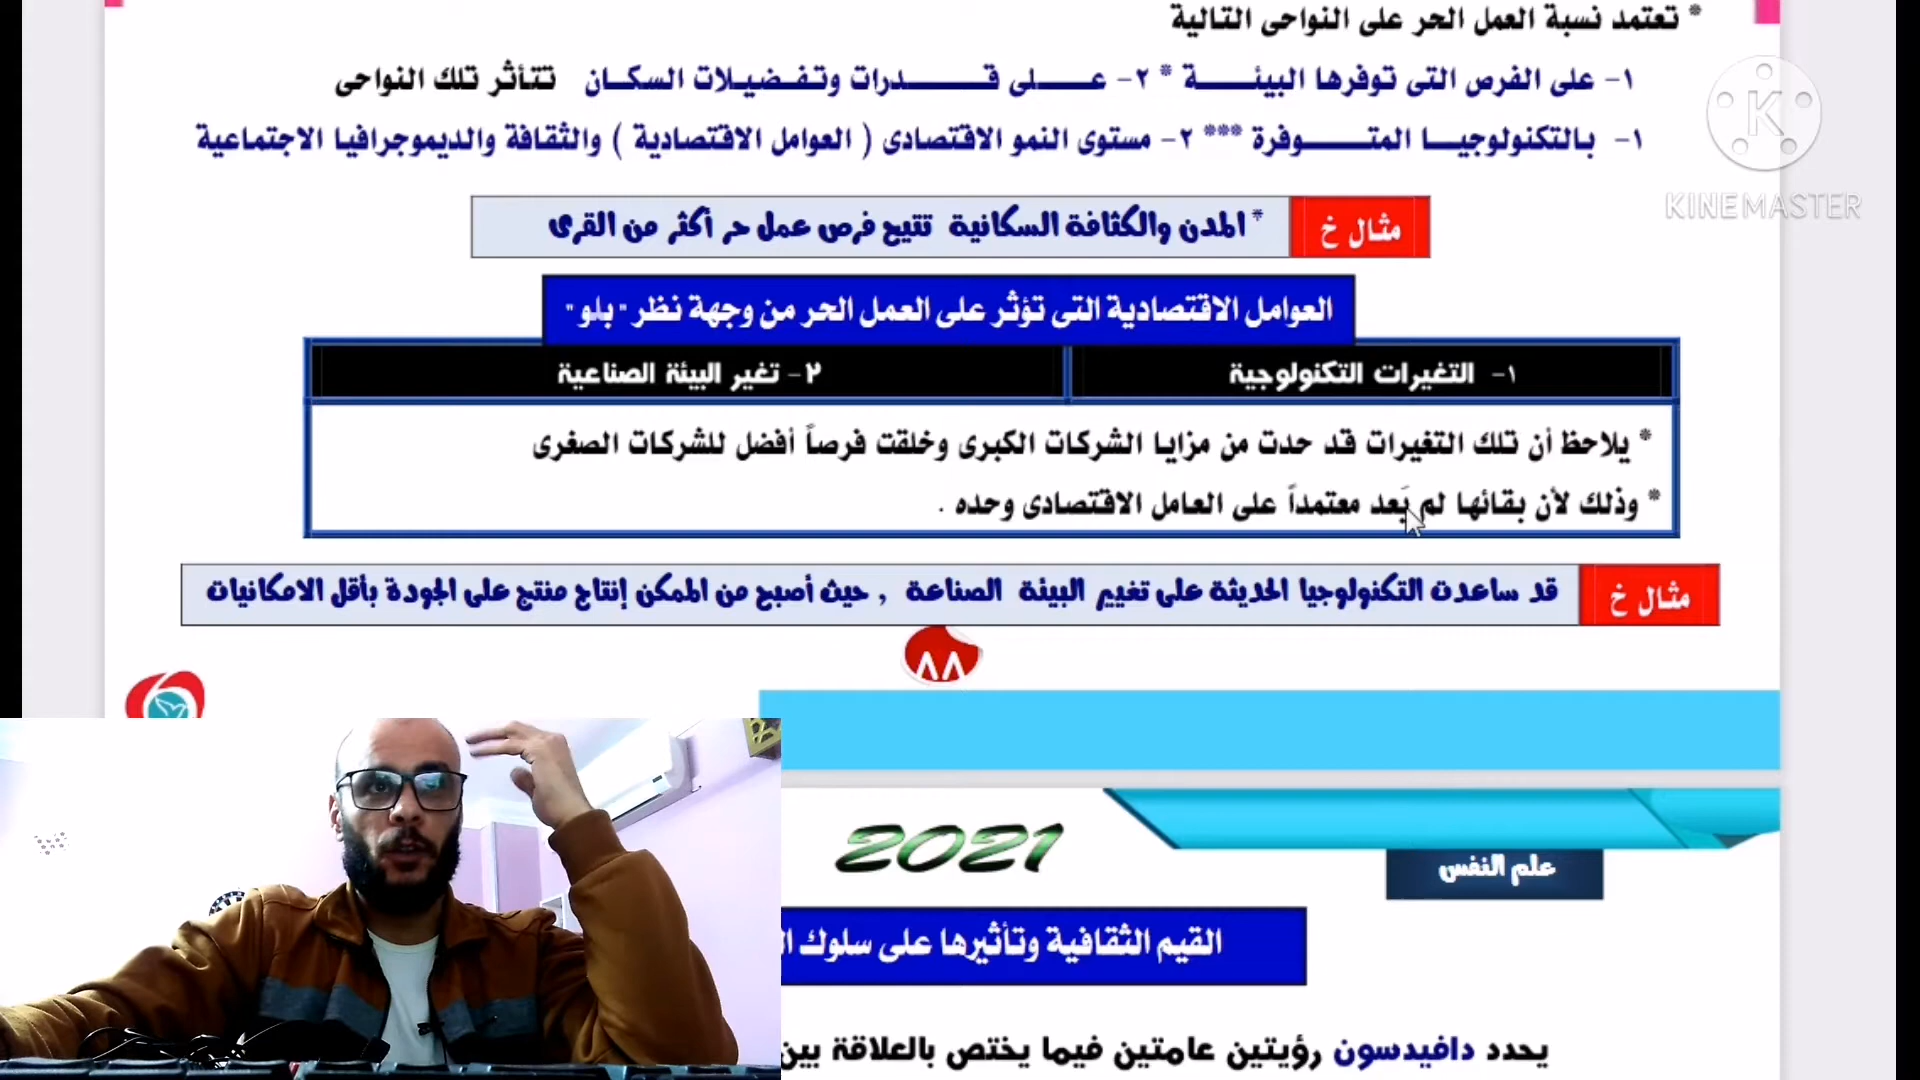 * تعتمد نسبة العمل الحر على النواحى التالية
١- على الفرص التى توفرها البيئة * ٢- على قدرات وتفضيلات السكان تتأثر تلك النواحى
١- بالتكنولوجيا المتوفرة *** ٢- مستوى النمو الاقتصادى ( العوامل الاقتصادية ) والثقافة والديموجرافيا الاجتماعية
KINEMASTER
مثال خ * المدن والكثافة السكانية تتيح فرص عمل حر أكثر من القرى
العوامل الاقتصادية التى تؤثر على العمل الحر من وجهة نظر " بلو "
١- التغيرات التكنولوجية
٢- تغير البيئة الصناعية
* يلاحظ أن تلك التغيرات قد حدت من مزايا الشركات الكبرى وخلقت فرصاً أفضل للشركات الصغرى
* وذلك لأن بقائها لم يَعد معتمداً على العامل الاقتصادى وحده .
مثال خ قد ساعدت التكنولوجيا الحديثة على تغيير البيئة الصناعة , حيث أصبح من الممكن إنتاج منتج على الجودة بأقل الامكانيات
٨٨
2021
علم النفس
القيم الثقافية وتأثيرها على سلوك
يحدد دافيدسون رؤيتين عامتين فيما يختص بالعلاقة بين